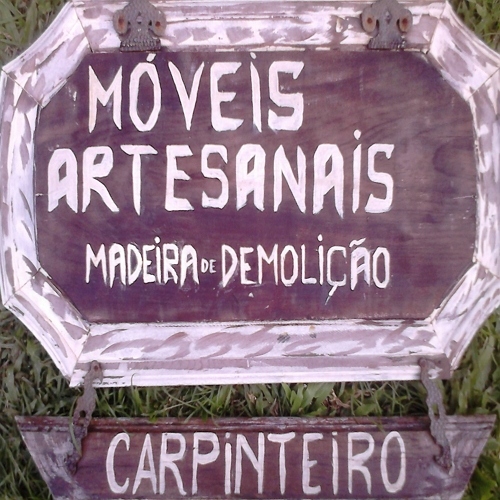 MÓVEIS
ARTESANAIS
MADEIRA DE DEMOLIÇÃO
CARPINTEIRO